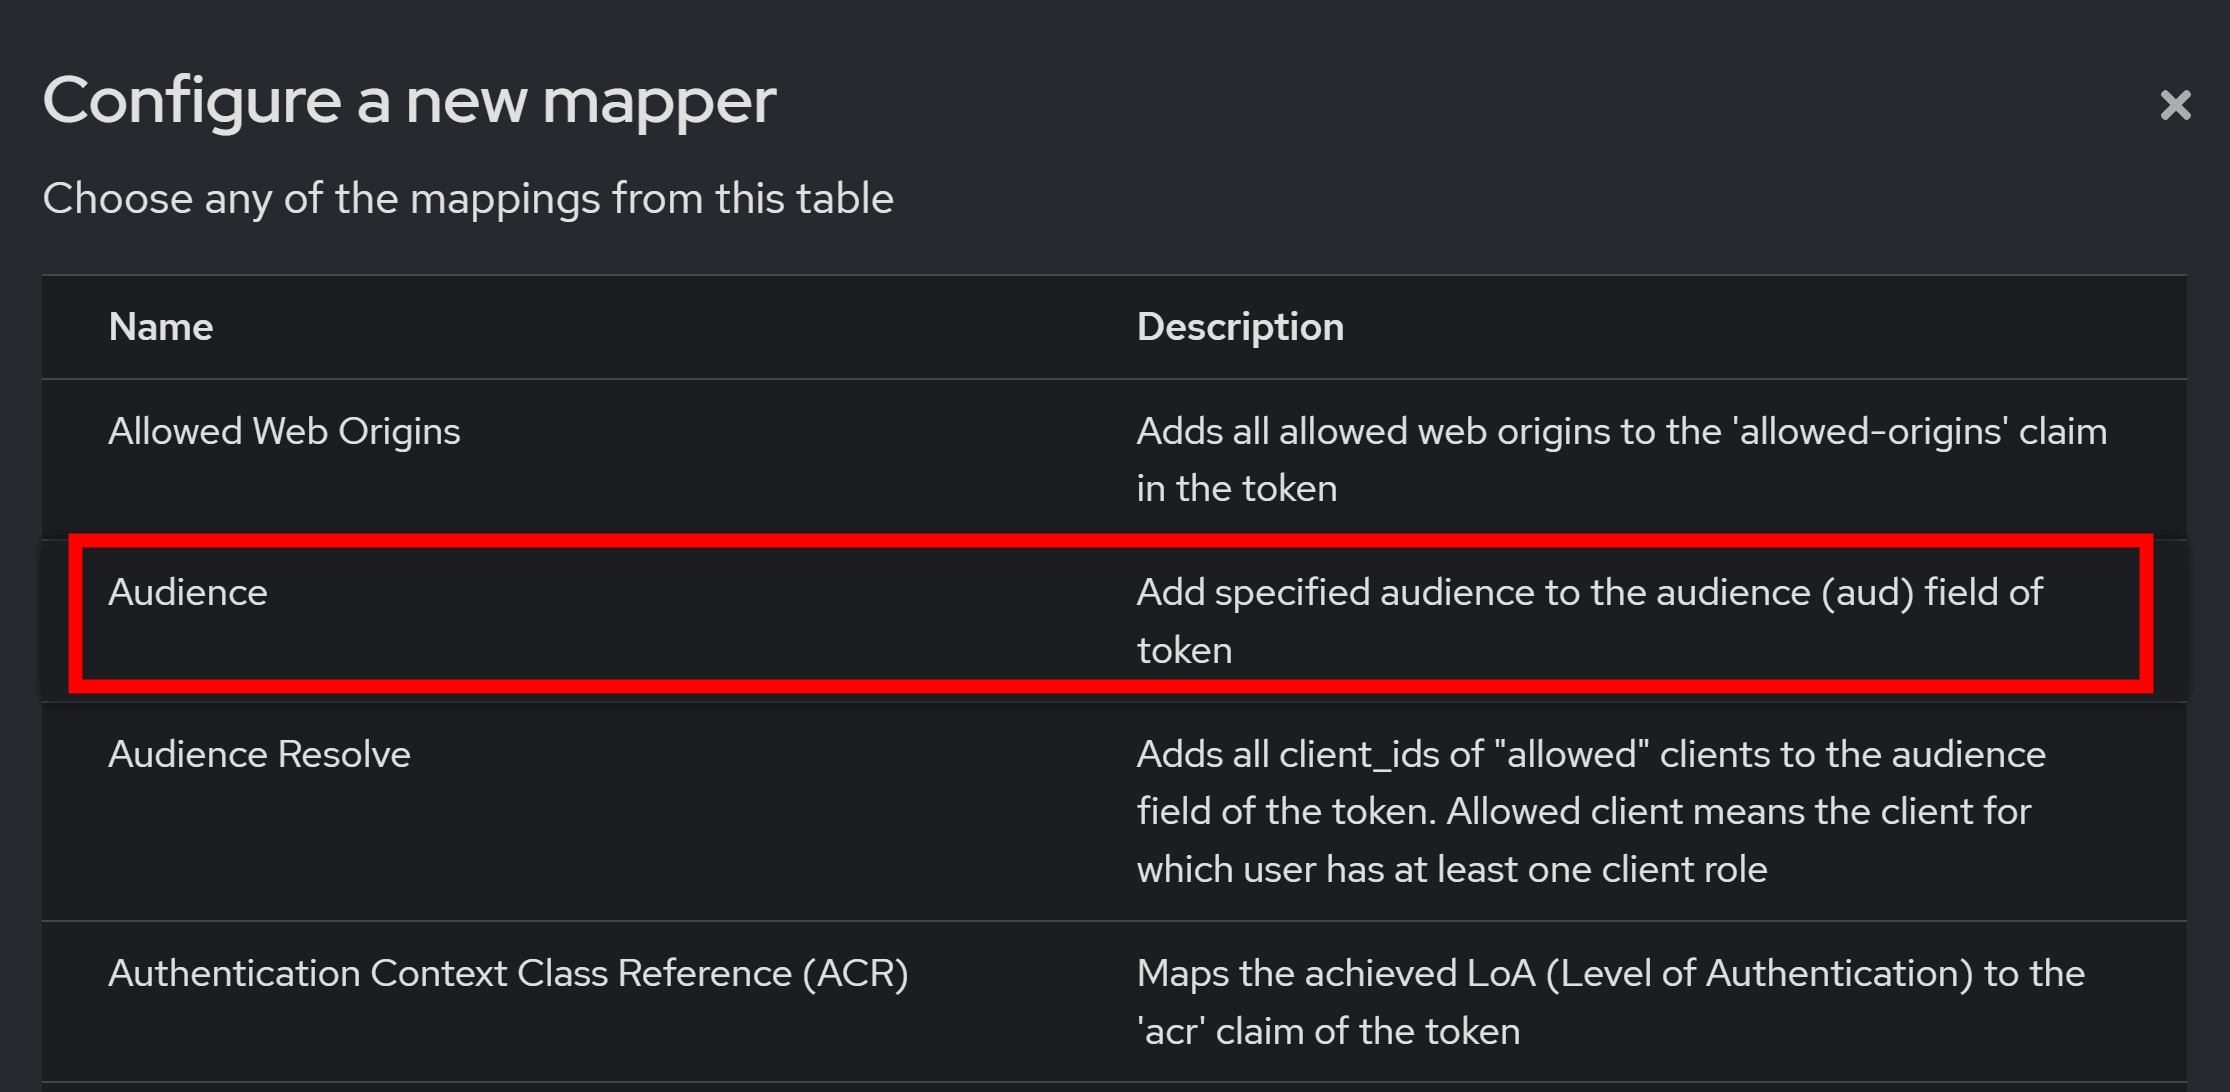 Configure a new mapper
Choose any of the mappings from this table
Name
Description
Allowed Web Origins
Adds all allowed web origins to the 'allowed-origins' claim
in the token
Audience
Add specified audience to the audience (aud) field of
token
Audience Resolve
Adds all client_ids of "allowed" clients to the audience
field of the token. Allowed client means the client for
which user has at least one client role
Authentication Context Class Reference (ACR)
Maps the achieved LoA (Level of Authentication) to the
'acr' claim of the token